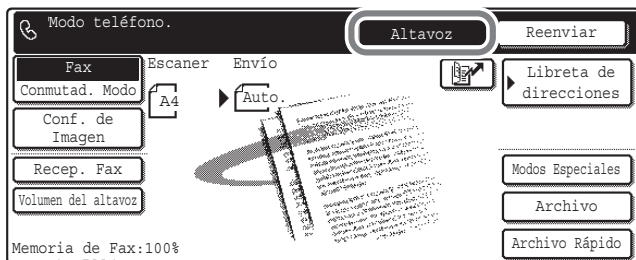 Modo teléfono.
Altavoz
Reenviar
Fax
Conmutad. Modo
Escaner
Envío
A4
Auto.
Libreta de
direcciones
Conf. de
Imagen
Recep. Fax
Volumen del altavoz
Modos Especiales
Archivo
Archivo Rápido
Memoria de Fax:100%